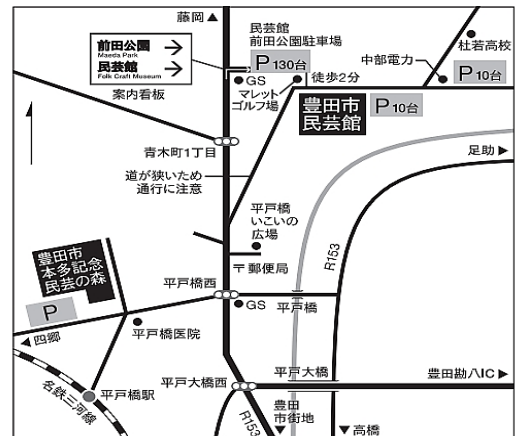 藤岡▲
前田公園
Maeda Park
民芸館
Folk Craft Museum
案内看板
民芸館
前田公園駐車場
P130台
GS
マレット
ゴルフ場
徒歩2分
中部電力
杜若高校
P10台
豊田市
民芸館
P10台
足助▶
青木町1丁目
道が狭いため
通行に注意
平戸橋
いこいの
広場
R153
〒郵便局
豊田市
本多記念
民芸の森
P
平戸橋西
GS
平戸橋
平戸橋医院
◀四郷
平戸大橋
平戸大橋西
豊田勘八IC▶
名鉄三河線
平戸橋駅
R153
豊田
市街地
▼高橋